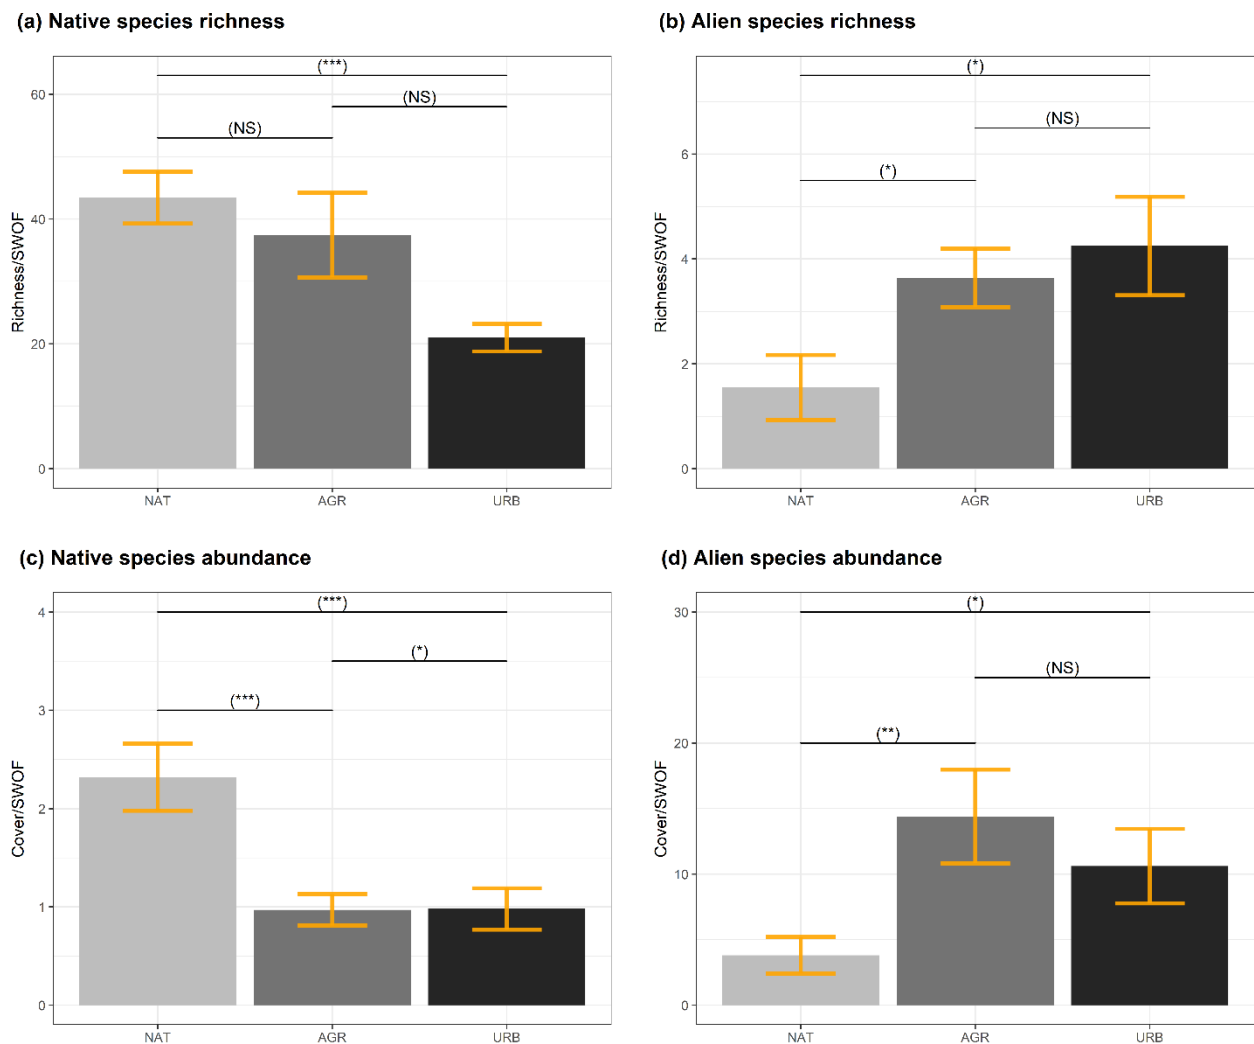 (a) Native species richness
(***)
(NS)
(NS)
60
40
20
0
Richness/SWOF
NAT AGR URB
(b) Alien species richness
(*)
(NS)
(*)
6
4
2
0
Richness/SWOF
NAT AGR URB
(c) Native species abundance
(***)
(*)
(***)
4
3
2
1
0
Cover/SWOF
NAT AGR URB
(d) Alien species abundance
(*)
(NS)
(**)
30
20
10
0
Cover/SWOF
NAT AGR URB